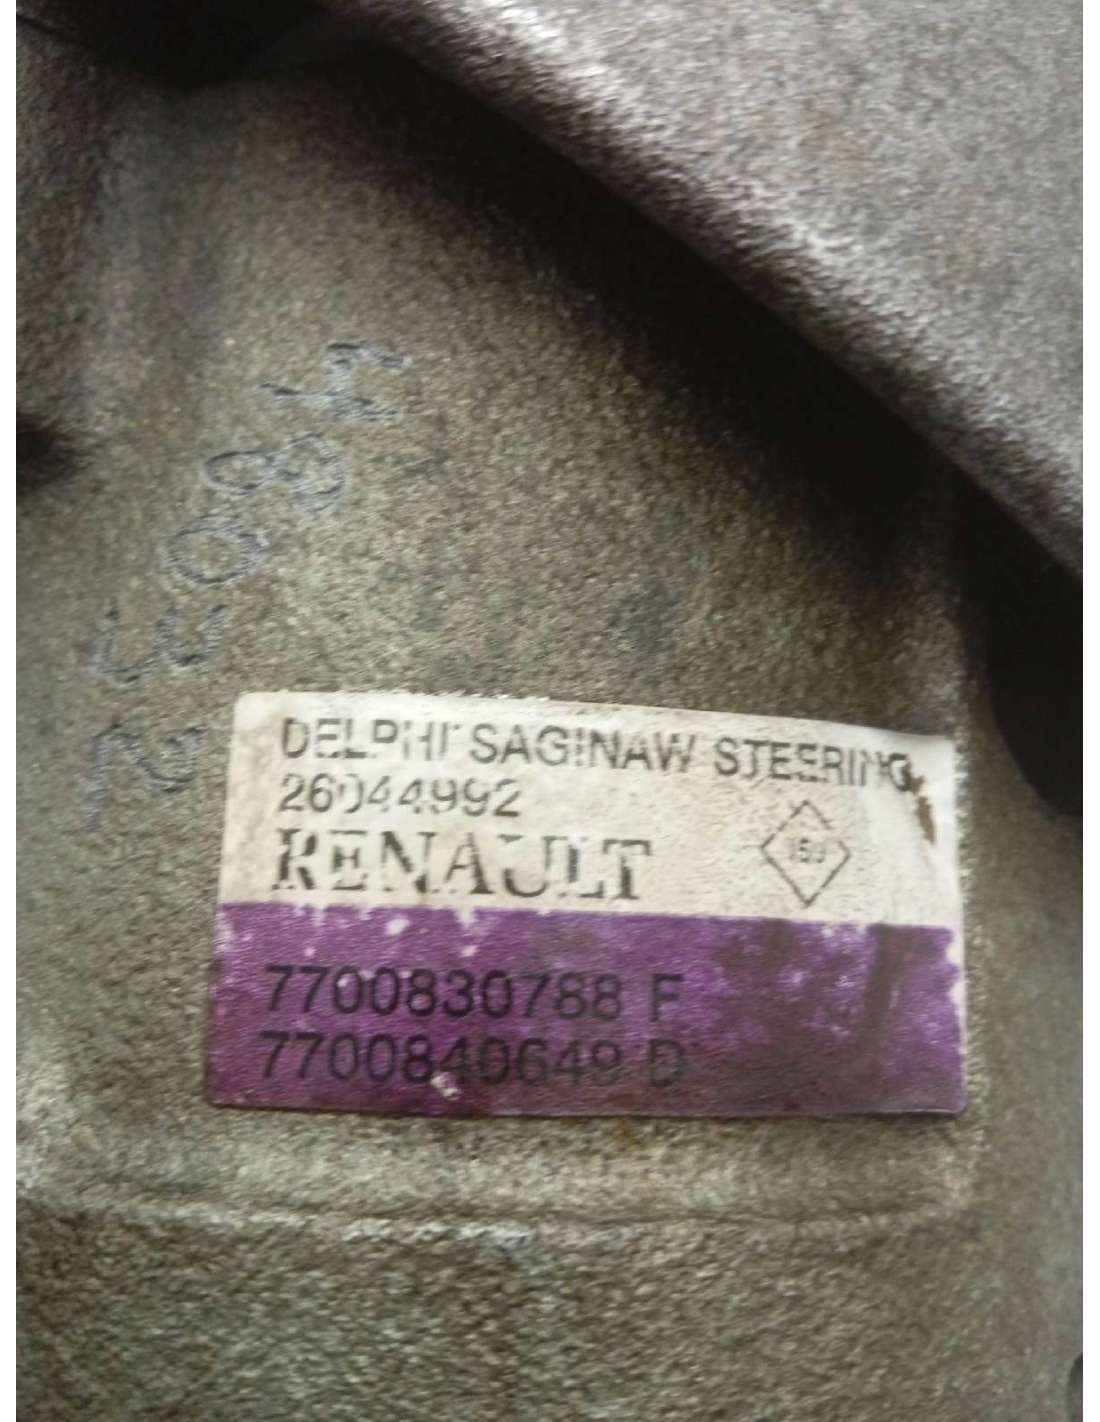 DELPHI SAGINAW STEERING
26044992
RENAULT
7700830788 F
7700840649 D